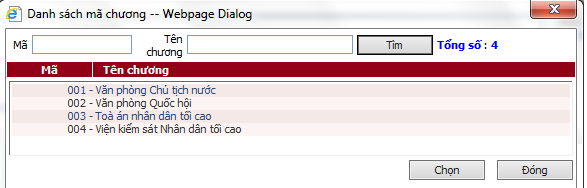 Danh sách mã chương -- Webpage Dialog
Mã Tên chương Tìm Tổng số : 4
Mã Tên chương
001 - Văn phòng Chủ tịch nước
002 - Văn phòng Quốc hội
003 - Toà án nhân dân tối cao
004 - Viện kiểm sát Nhân dân tối cao
Chọn Đóng